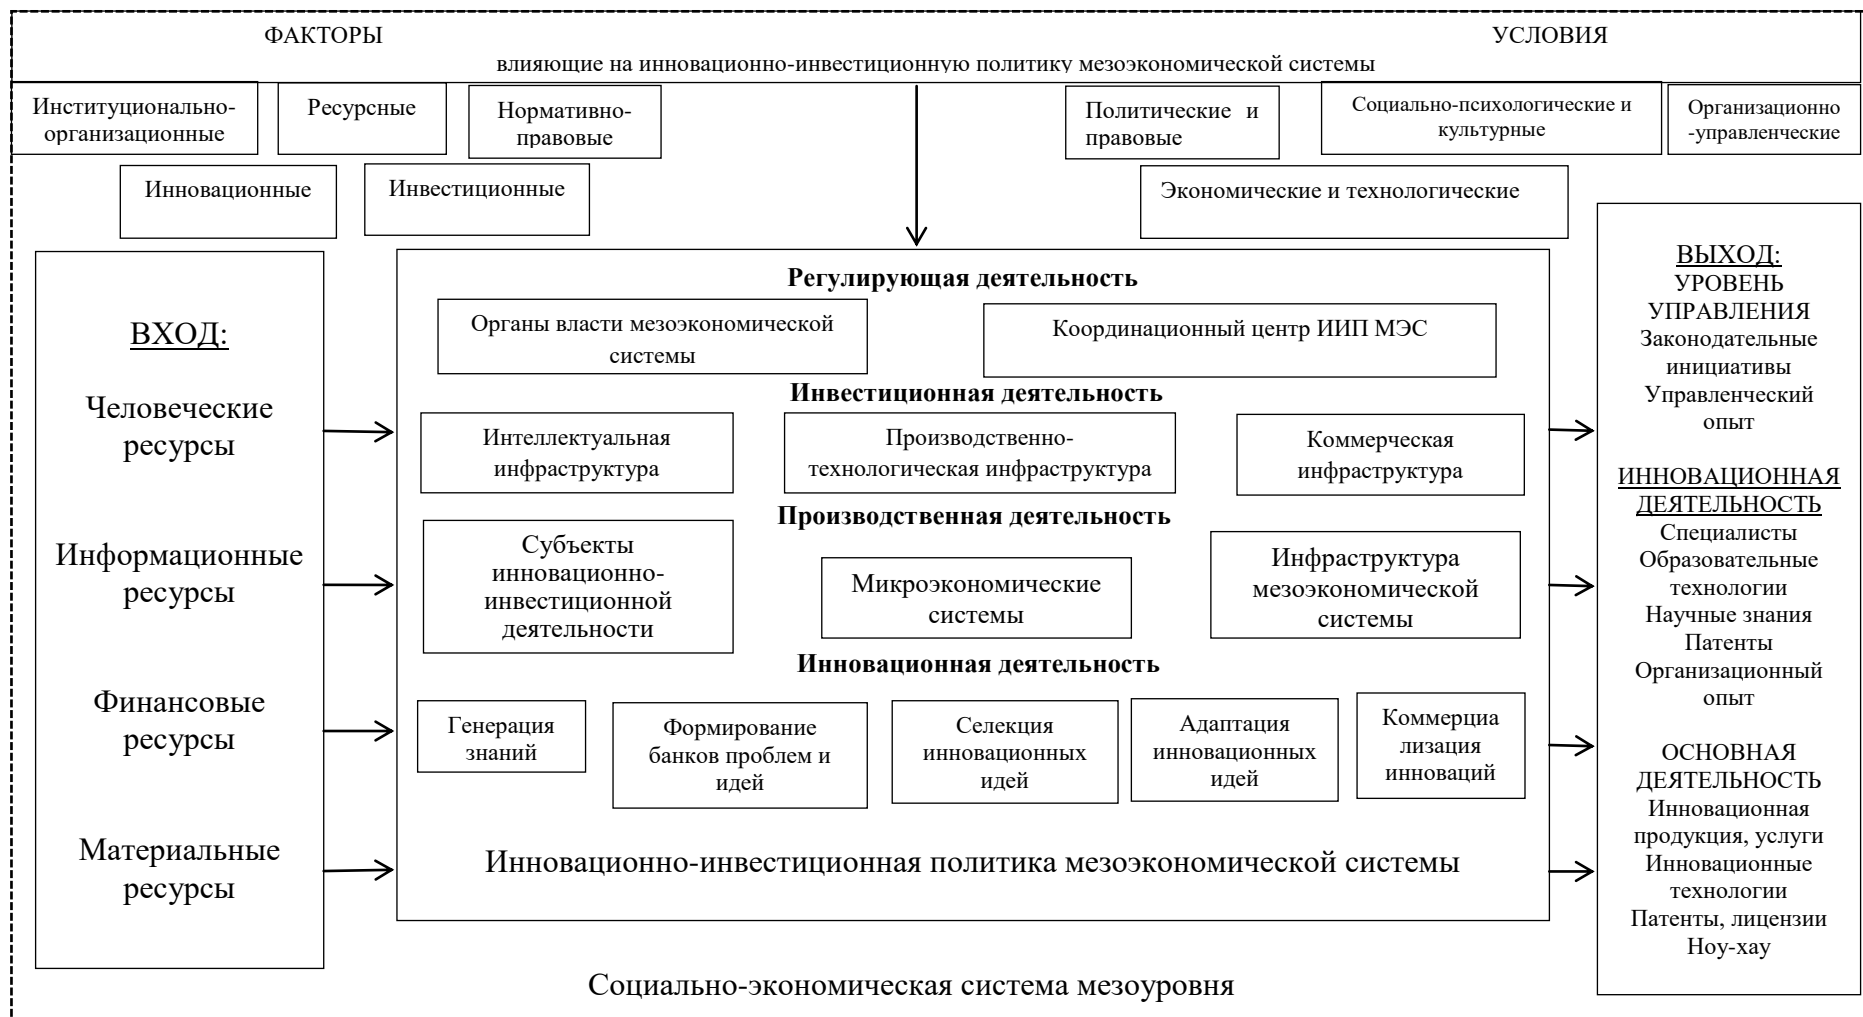 ФАКТОРЫ
УСЛОВИЯ
влияющие на инновационно-инвестиционную политику мезоэкономической системы
Институционально-
организационные
Ресурсные
Нормативно-
правовые
Политические и
правовые
Социально-психологические и
культурные
Организационно
-управленческие
Инновационные
Инвестиционные
Экономические и технологические
ВХОД:
Человеческие
ресурсы
Информационные
ресурсы
Финансовые
ресурсы
Материальные
ресурсы
Регулирующая деятельность
Органы власти мезоэкономической
системы
Координационный центр ИИП МЭС
Инвестиционная деятельность
Интеллектуальная
инфраструктура
Производственно-
технологическая инфраструктура
Коммерческая
инфраструктура
Производственная деятельность
Субъекты
инновационно-
инвестиционной
деятельности
Микроэкономические
системы
Инфраструктура
мезоэкономической
системы
Инновационная деятельность
Генерация
знаний
Формирование
банков проблем и
идей
Селекция
инновационных
идей
Адаптация
инновационных
идей
Коммерциа
лизация
инноваций
Инновационно-инвестиционная политика мезоэкономической системы
ВЫХОД:
УРОВЕНЬ
УПРАВЛЕНИЯ
Законодательные
инициативы
Управленческий
опыт
ИННОВАЦИОННАЯ
ДЕЯТЕЛЬНОСТЬ
Специалисты
Образовательные
технологии
Научные знания
Патенты
Организационный
опыт
ОСНОВНАЯ
ДЕЯТЕЛЬНОСТЬ
Инновационная
продукция, услуги
Инновационные
технологии
Патенты, лицензии
Ноу-хау
Социально-экономическая система мезоуровня